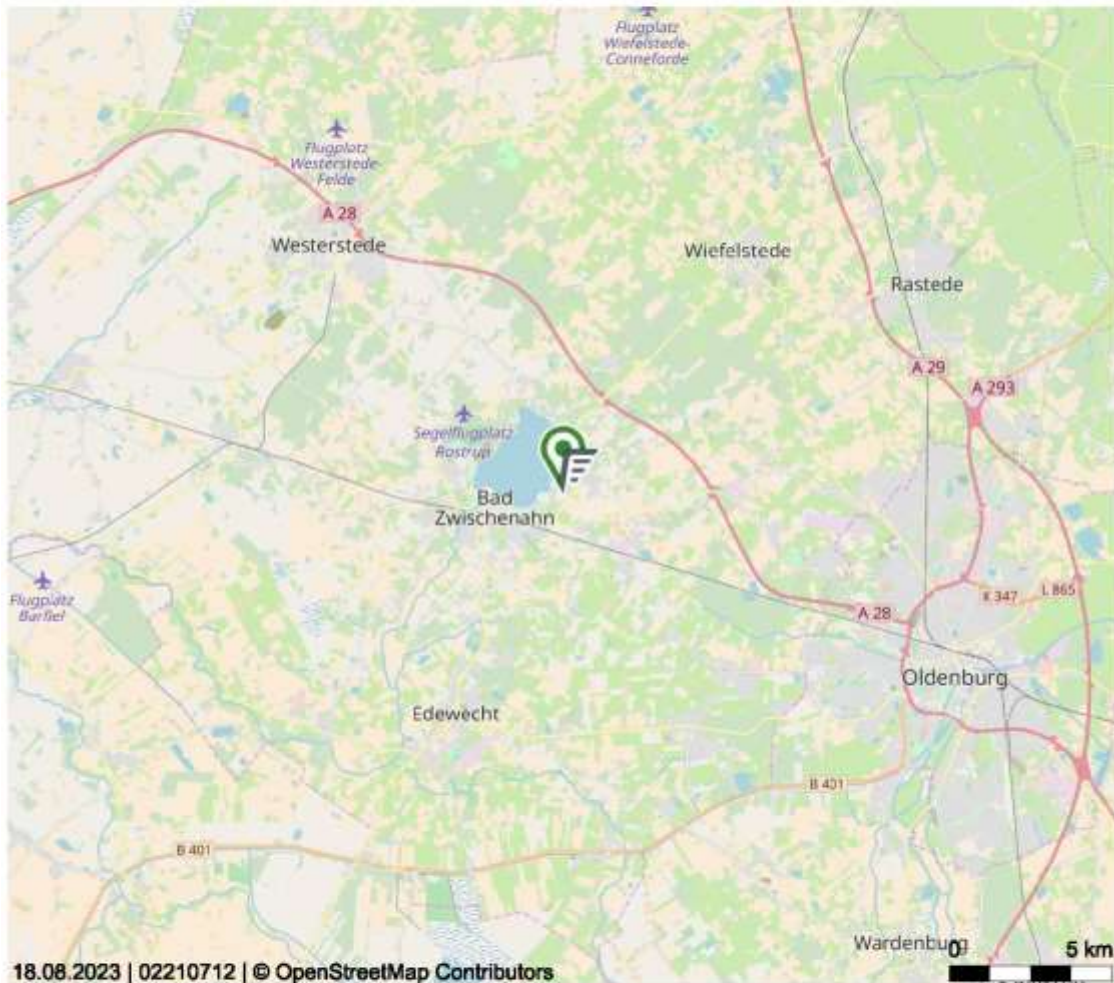 Flugplatz
Wiefelstede-
Conneforde
Flugplatz
Westerstede-
Felde
A 28
Westerstede
Wiefelstede
Rastede
A 29
A 293
Segelflugplatz
Rostrup
Bad
Zwischenahn
Flugplatz
Barßel
K 347
L 865
A 28
Oldenburg
Edewecht
B 401
B 401
Wardenburg
0
5 km
18.08.2023 | 02210712 | © OpenStreetMap Contributors